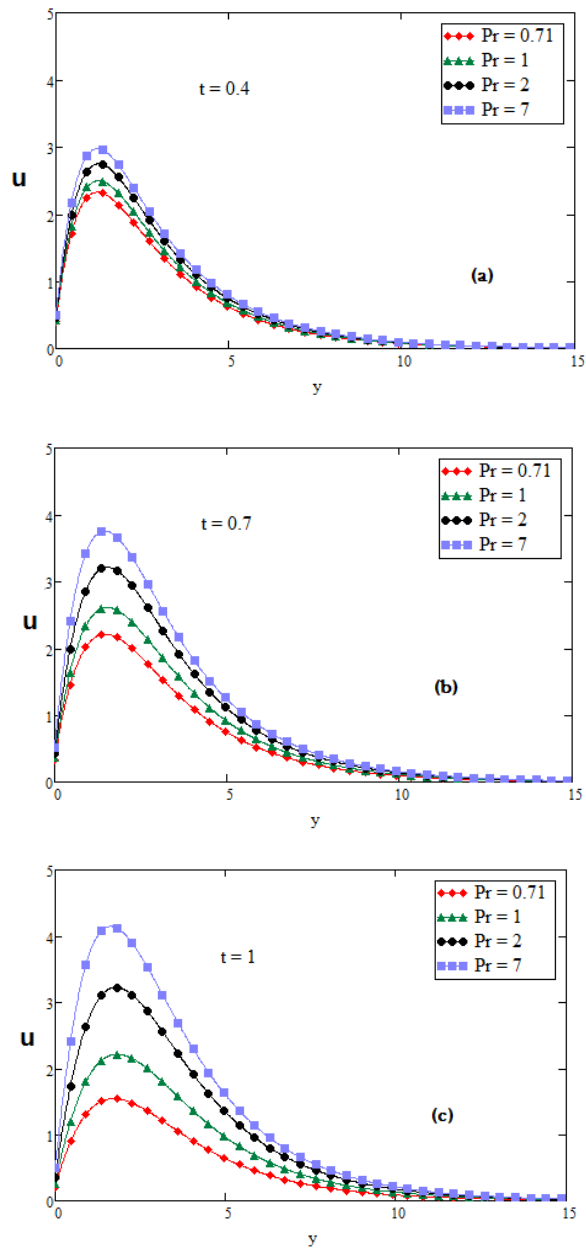 5
Pr = 0.71
Pr = 1
4
t = 0.4
Pr = 2
Pr = 7
3
u
2
(a)
1
0
0
5
10
15
y
5
Pr = 0.71
4
Pr = 1
t = 0.7
Pr = 2
Pr = 7
3
u
2
(b)
1
0
0
5
10
15
y
5
Pr = 0.71
Pr = 1
4
t = 1
Pr = 2
Pr = 7
3
u
2
(c)
1
0
0
5
10
15
y